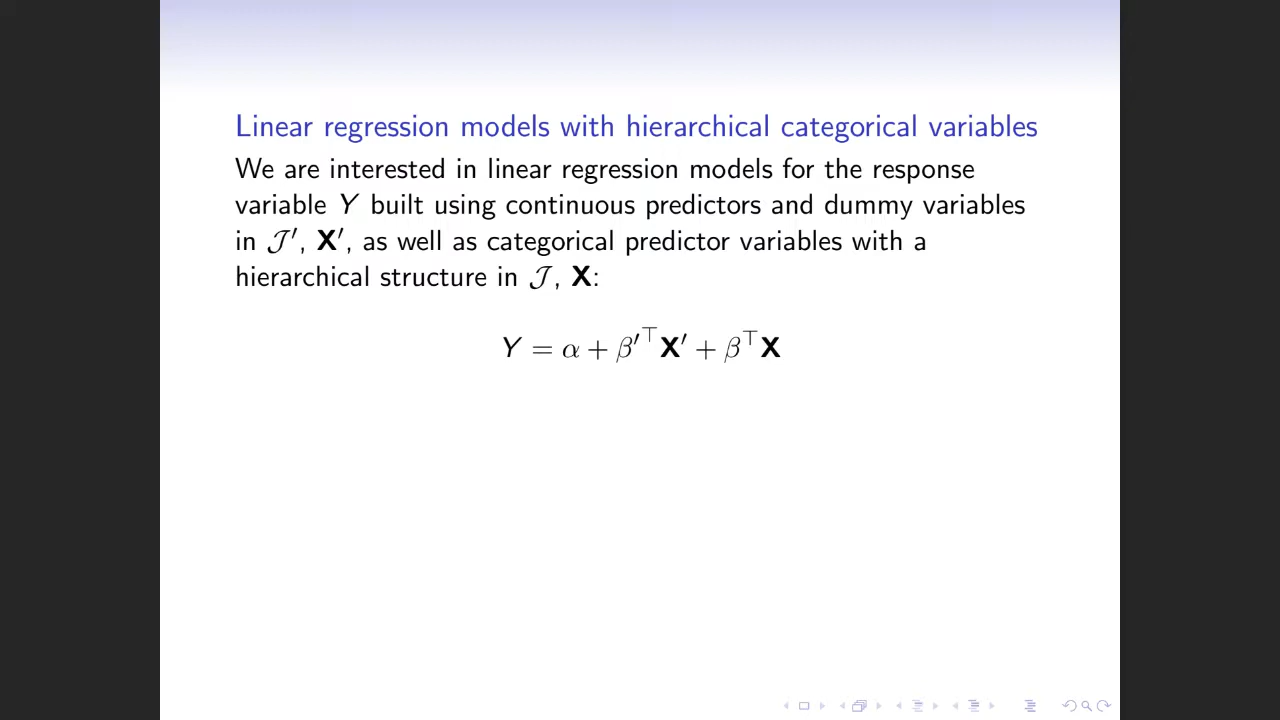 Linear regression models with hierarchical categorical variables
We are interested in linear regression models for the response
variable Y built using continuous predictors and dummy variables
in 𝒥′, 𝐗′, as well as categorical predictor variables with a
hierarchical structure in 𝒥, 𝐗:
Y = α + β′⊤𝐗′ + β⊤𝐗